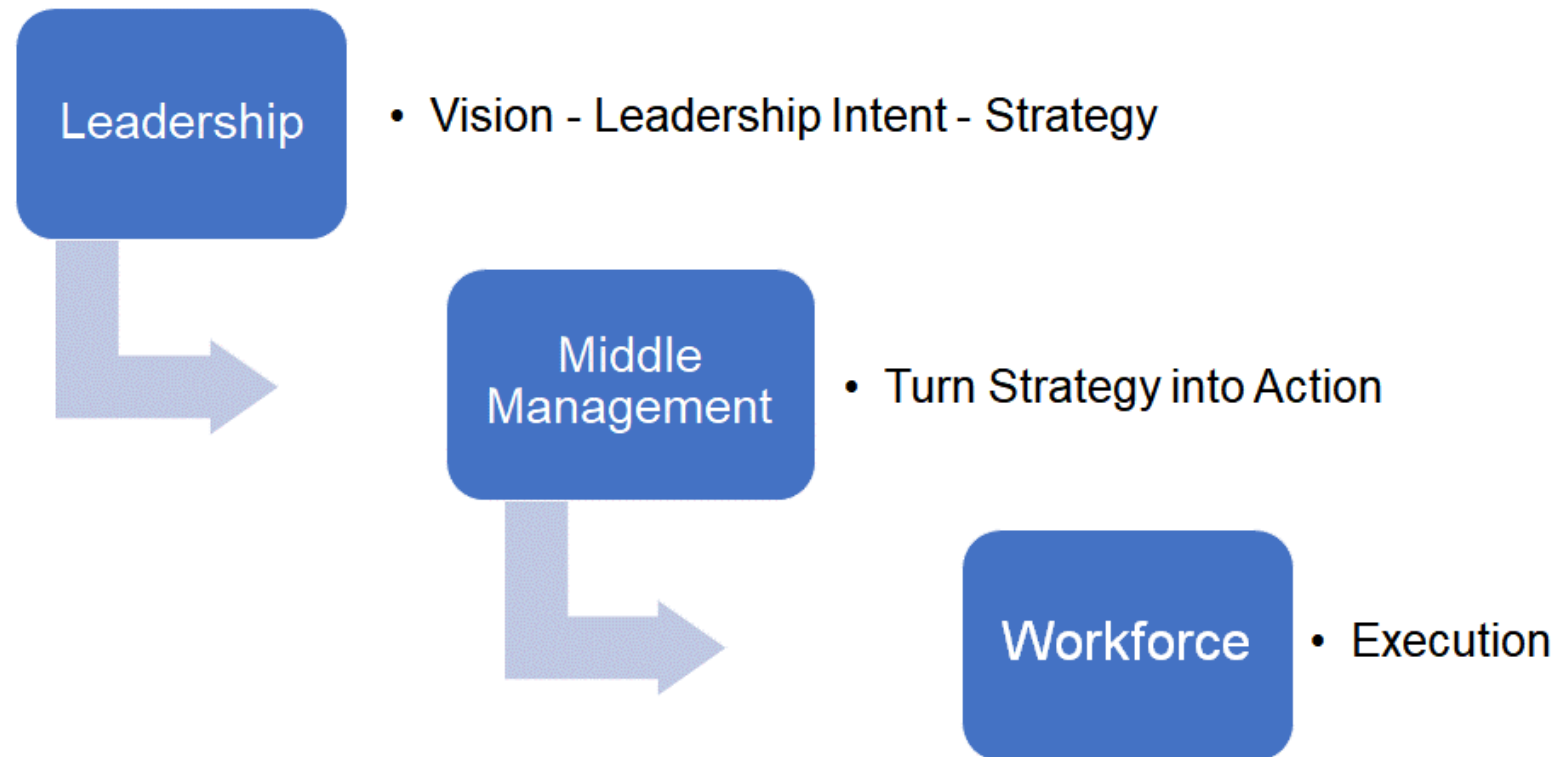 Leadership
• Vision - Leadership Intent - Strategy
Middle
Management
• Turn Strategy into Action
Workforce
• Execution